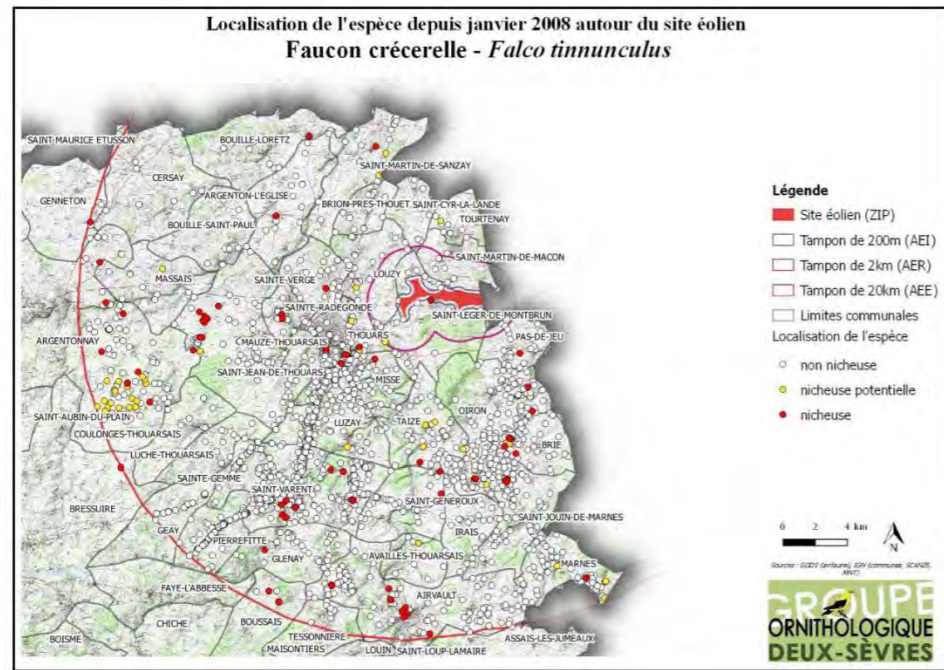 Localisation de l'espèce depuis janvier 2008 autour du site éolien
Faucon crécerelle - Falco tinnunculus
SAINT MAURICE ETUSSON
BOUILLE-LORETZ
SAINT-MARTIN-DE-SANZAY
CERSAY
GENNETON
ARGENTON-L'EGLISE
BRION-PRES-THOUET
SAINT-CYR-LA-LANDE
TOURTENAY
BOUILLE-SAINT-PAUL
SAINT-MARTIN-DE-MACON
MASSAIS
SAINTE-VERGE
LOUZY
SAINTE-RADEGONDE
SAINT-LEGER-DE-MONTBRUN
ARGENTONNAY
MAUZE-THOUARSAIS
THOUARS
PAS-DE-JEU
SAINT-JEAN-DE-THOUARS
MISSE
SAINT-AUBIN-DU-PLAIN
OIRON
COULONGES-THOUARSAIS
TAIZE
LUZAY
BRIE
LUCHE-THOUARSAIS
SAINTE-GEMME
SAINT-VARENT
SAINT-GENEROUX
BRESSUIRE
SAINT-JOUIN-DE-MARNES
GEAY
IRAIS
PIERREFITTE
GLENAY
AVAILLES-THOUARSAIS
MARNES
FAYE-L'ABBESSE
AIRVAULT
CHICHE
BOUSSAIS
BOISME
TESSONNIERE
ASSAIS-LES-JUMEAUX
MAISONTIERS
LOUIN
SAINT-LOUP-LAMAIRE
Légende
Site éolien (ZIP)
Tampon de 200m (AEI)
Tampon de 2km (AER)
Tampon de 20km (AEE)
Limites communales
Localisation de l'espèce
non nicheuse
nicheuse potentielle
nicheuse
0 2 4 km
N
Sources : GODS (avifaune), IGN (communes, SCAN25, MNT)
GROUPE
ORNITHOLOGIQUE
DEUX-SÈVRES